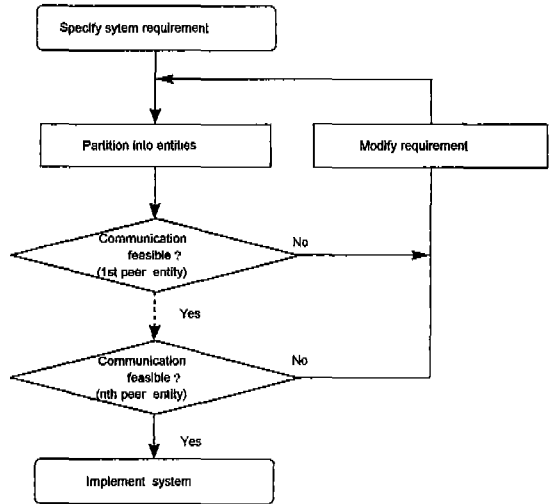 Specify sytem requirement
Partition into entities
Modify requirement
Communication
feasible ?
(1st peer entity)
No
Yes
Communication
feasible ?
(nth peer entity)
No
Yes
Implement system